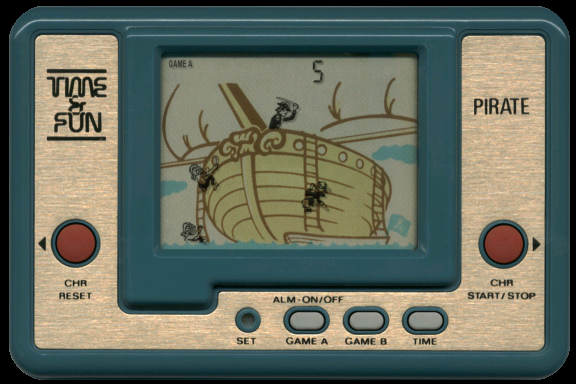 GAME A
5
TIME
&
FUN
PIRATE
CHR
RESET
CHR
START/STOP
ALM-ON/OFF
SET
GAME A
GAME B
TIME